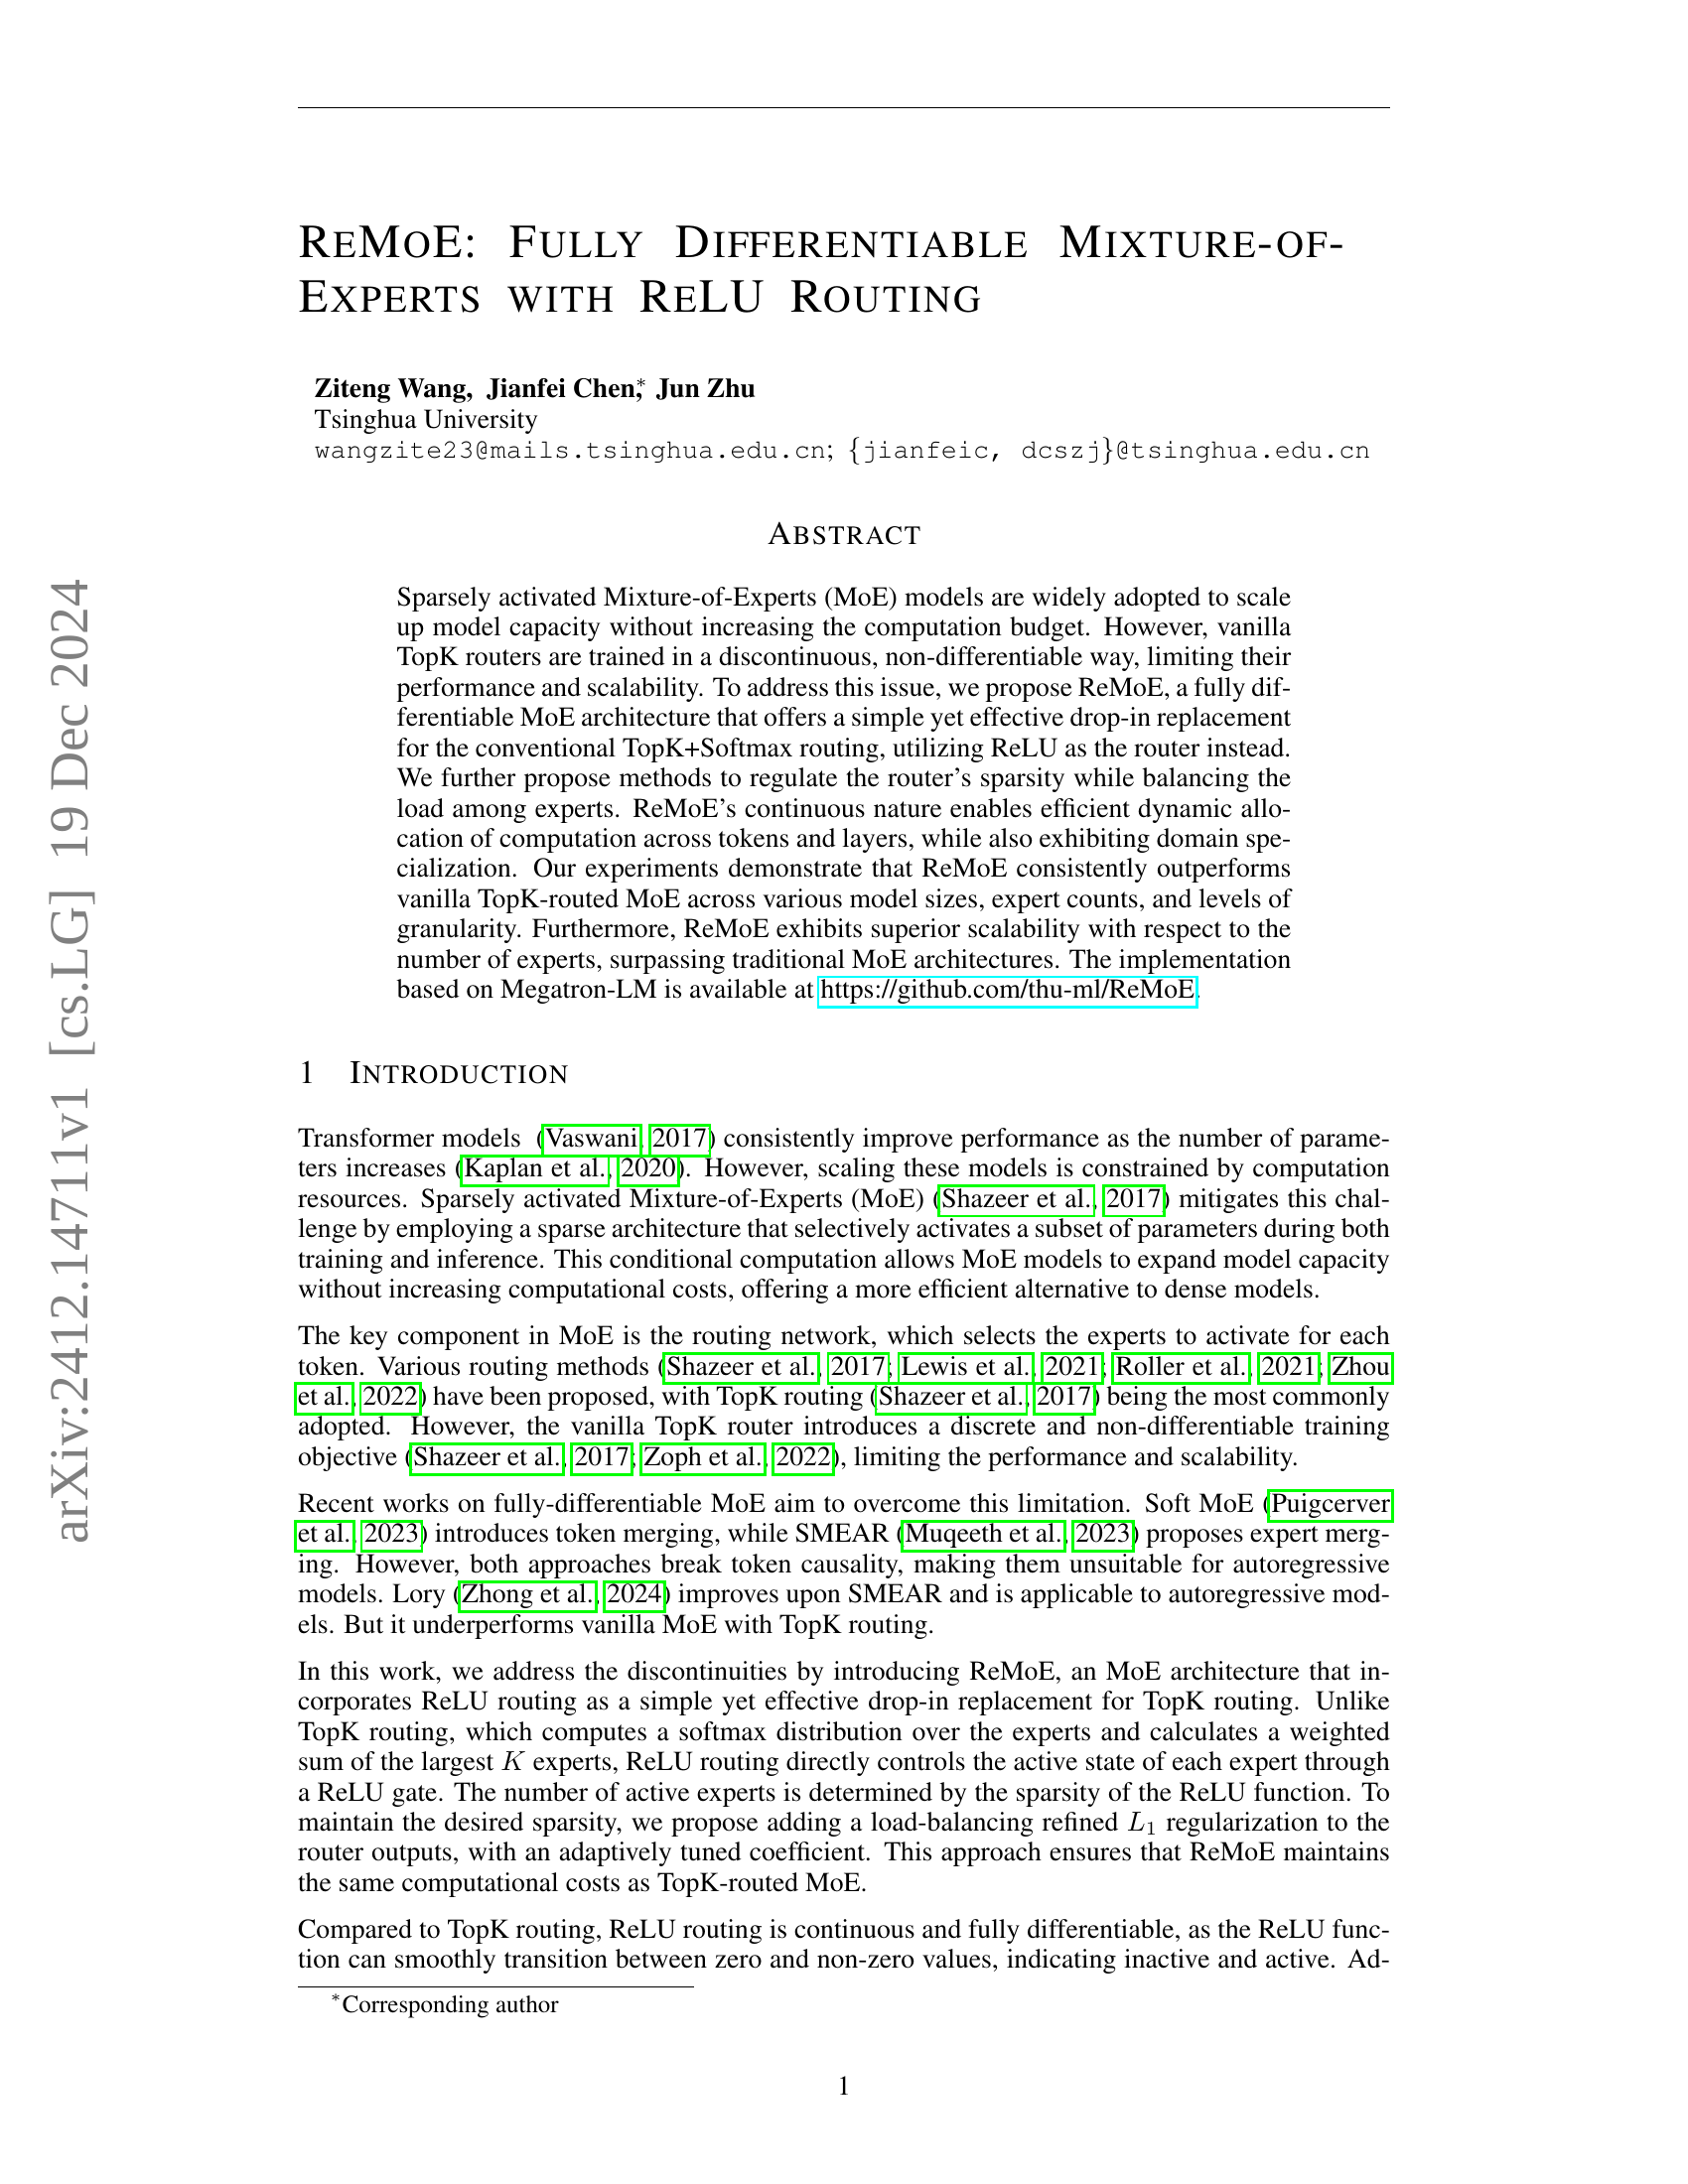 arXiv:2412.14711v1 [cs.LG] 19 Dec 2024
REMOE: FULLY DIFFERENTIABLE MIXTURE-OF-
EXPERTS WITH RELU ROUTING
Ziteng Wang, Jianfei Chen,* Jun Zhu
Tsinghua University
wangzite23@mails.tsinghua.edu.cn; {jianfeic, dcszj}@tsinghua.edu.cn
ABSTRACT
Sparsely activated Mixture-of-Experts (MoE) models are widely adopted to scale
up model capacity without increasing the computation budget. However, vanilla
TopK routers are trained in a discontinuous, non-differentiable way, limiting their
performance and scalability. To address this issue, we propose ReMoE, a fully dif-
ferentiable MoE architecture that offers a simple yet effective drop-in replacement
for the conventional TopK+Softmax routing, utilizing ReLU as the router instead.
We further propose methods to regulate the router's sparsity while balancing the
load among experts. ReMoE's continuous nature enables efficient dynamic allo-
cation of computation across tokens and layers, while also exhibiting domain spe-
cialization. Our experiments demonstrate that ReMoE consistently outperforms
vanilla TopK-routed MoE across various model sizes, expert counts, and levels of
granularity. Furthermore, ReMoE exhibits superior scalability with respect to the
number of experts, surpassing traditional MoE architectures. The implementation
based on Megatron-LM is available at https://github.com/thu-ml/ReMoE.
1 INTRODUCTION
Transformer models (Vaswani, 2017) consistently improve performance as the number of parame-
ters increases (Kaplan et al., 2020). However, scaling these models is constrained by computation
resources. Sparsely activated Mixture-of-Experts (MoE) (Shazeer et al., 2017) mitigates this chal-
lenge by employing a sparse architecture that selectively activates a subset of parameters during both
training and inference. This conditional computation allows MoE models to expand model capacity
without increasing computational costs, offering a more efficient alternative to dense models.
The key component in MoE is the routing network, which selects the experts to activate for each
token. Various routing methods (Shazeer et al., 2017; Lewis et al., 2021; Roller et al., 2021; Zhou
et al., 2022) have been proposed, with TopK routing (Shazeer et al., 2017) being the most commonly
adopted. However, the vanilla TopK router introduces a discrete and non-differentiable training
objective (Shazeer et al., 2017; Zoph et al., 2022), limiting the performance and scalability.
Recent works on fully-differentiable MoE aim to overcome this limitation. Soft MoE (Puigcerver
et al., 2023) introduces token merging, while SMEAR (Muqeeth et al., 2023) proposes expert merg-
ing. However, both approaches break token causality, making them unsuitable for autoregressive
models. Lory (Zhong et al., 2024) improves upon SMEAR and is applicable to autoregressive mod-
els. But it underperforms vanilla MoE with TopK routing.
In this work, we address the discontinuities by introducing ReMoE, an MoE architecture that in-
corporates ReLU routing as a simple yet effective drop-in replacement for TopK routing. Unlike
TopK routing, which computes a softmax distribution over the experts and calculates a weighted
sum of the largest K experts, ReLU routing directly controls the active state of each expert through
a ReLU gate. The number of active experts is determined by the sparsity of the ReLU function. To
maintain the desired sparsity, we propose adding a load-balancing refined L₁ regularization to the
router outputs, with an adaptively tuned coefficient. This approach ensures that ReMoE maintains
the same computational costs as TopK-routed MoE.
Compared to TopK routing, ReLU routing is continuous and fully differentiable, as the ReLU func-
tion can smoothly transition between zero and non-zero values, indicating inactive and active. Ad-
*Corresponding author
1